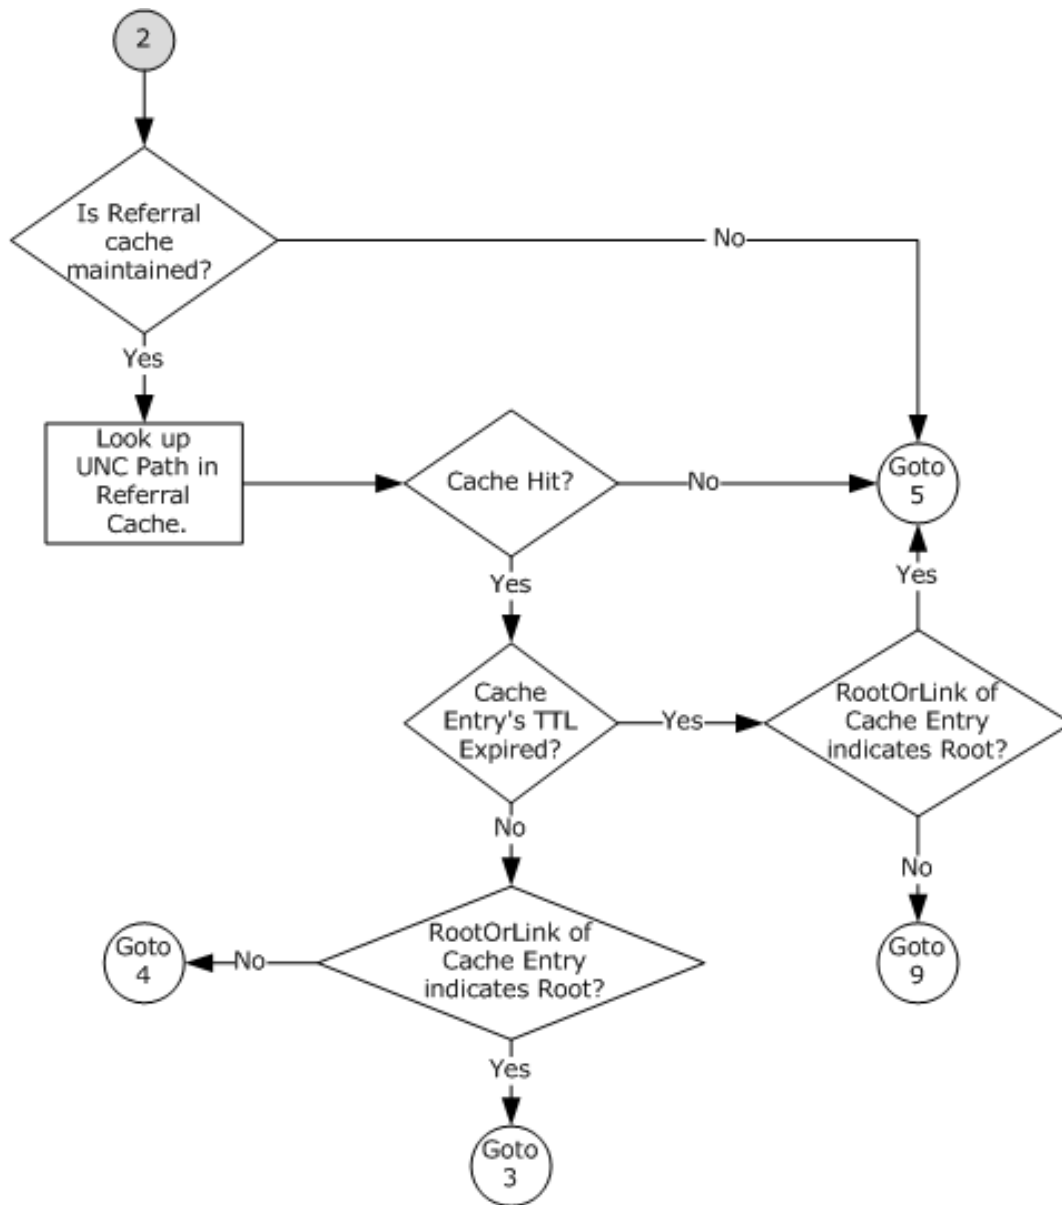 2
Is Referral
cache
maintained?
No
Yes
Look up
UNC Path in
Referral
Cache.
Cache Hit?
No
Goto
5
Yes
Yes
Cache
Entry's TTL
Expired?
Yes
RootOrLink of
Cache Entry
indicates Root?
No
No
RootOrLink of
Cache Entry
indicates Root?
No
Goto
4
Goto
9
Yes
Goto
3